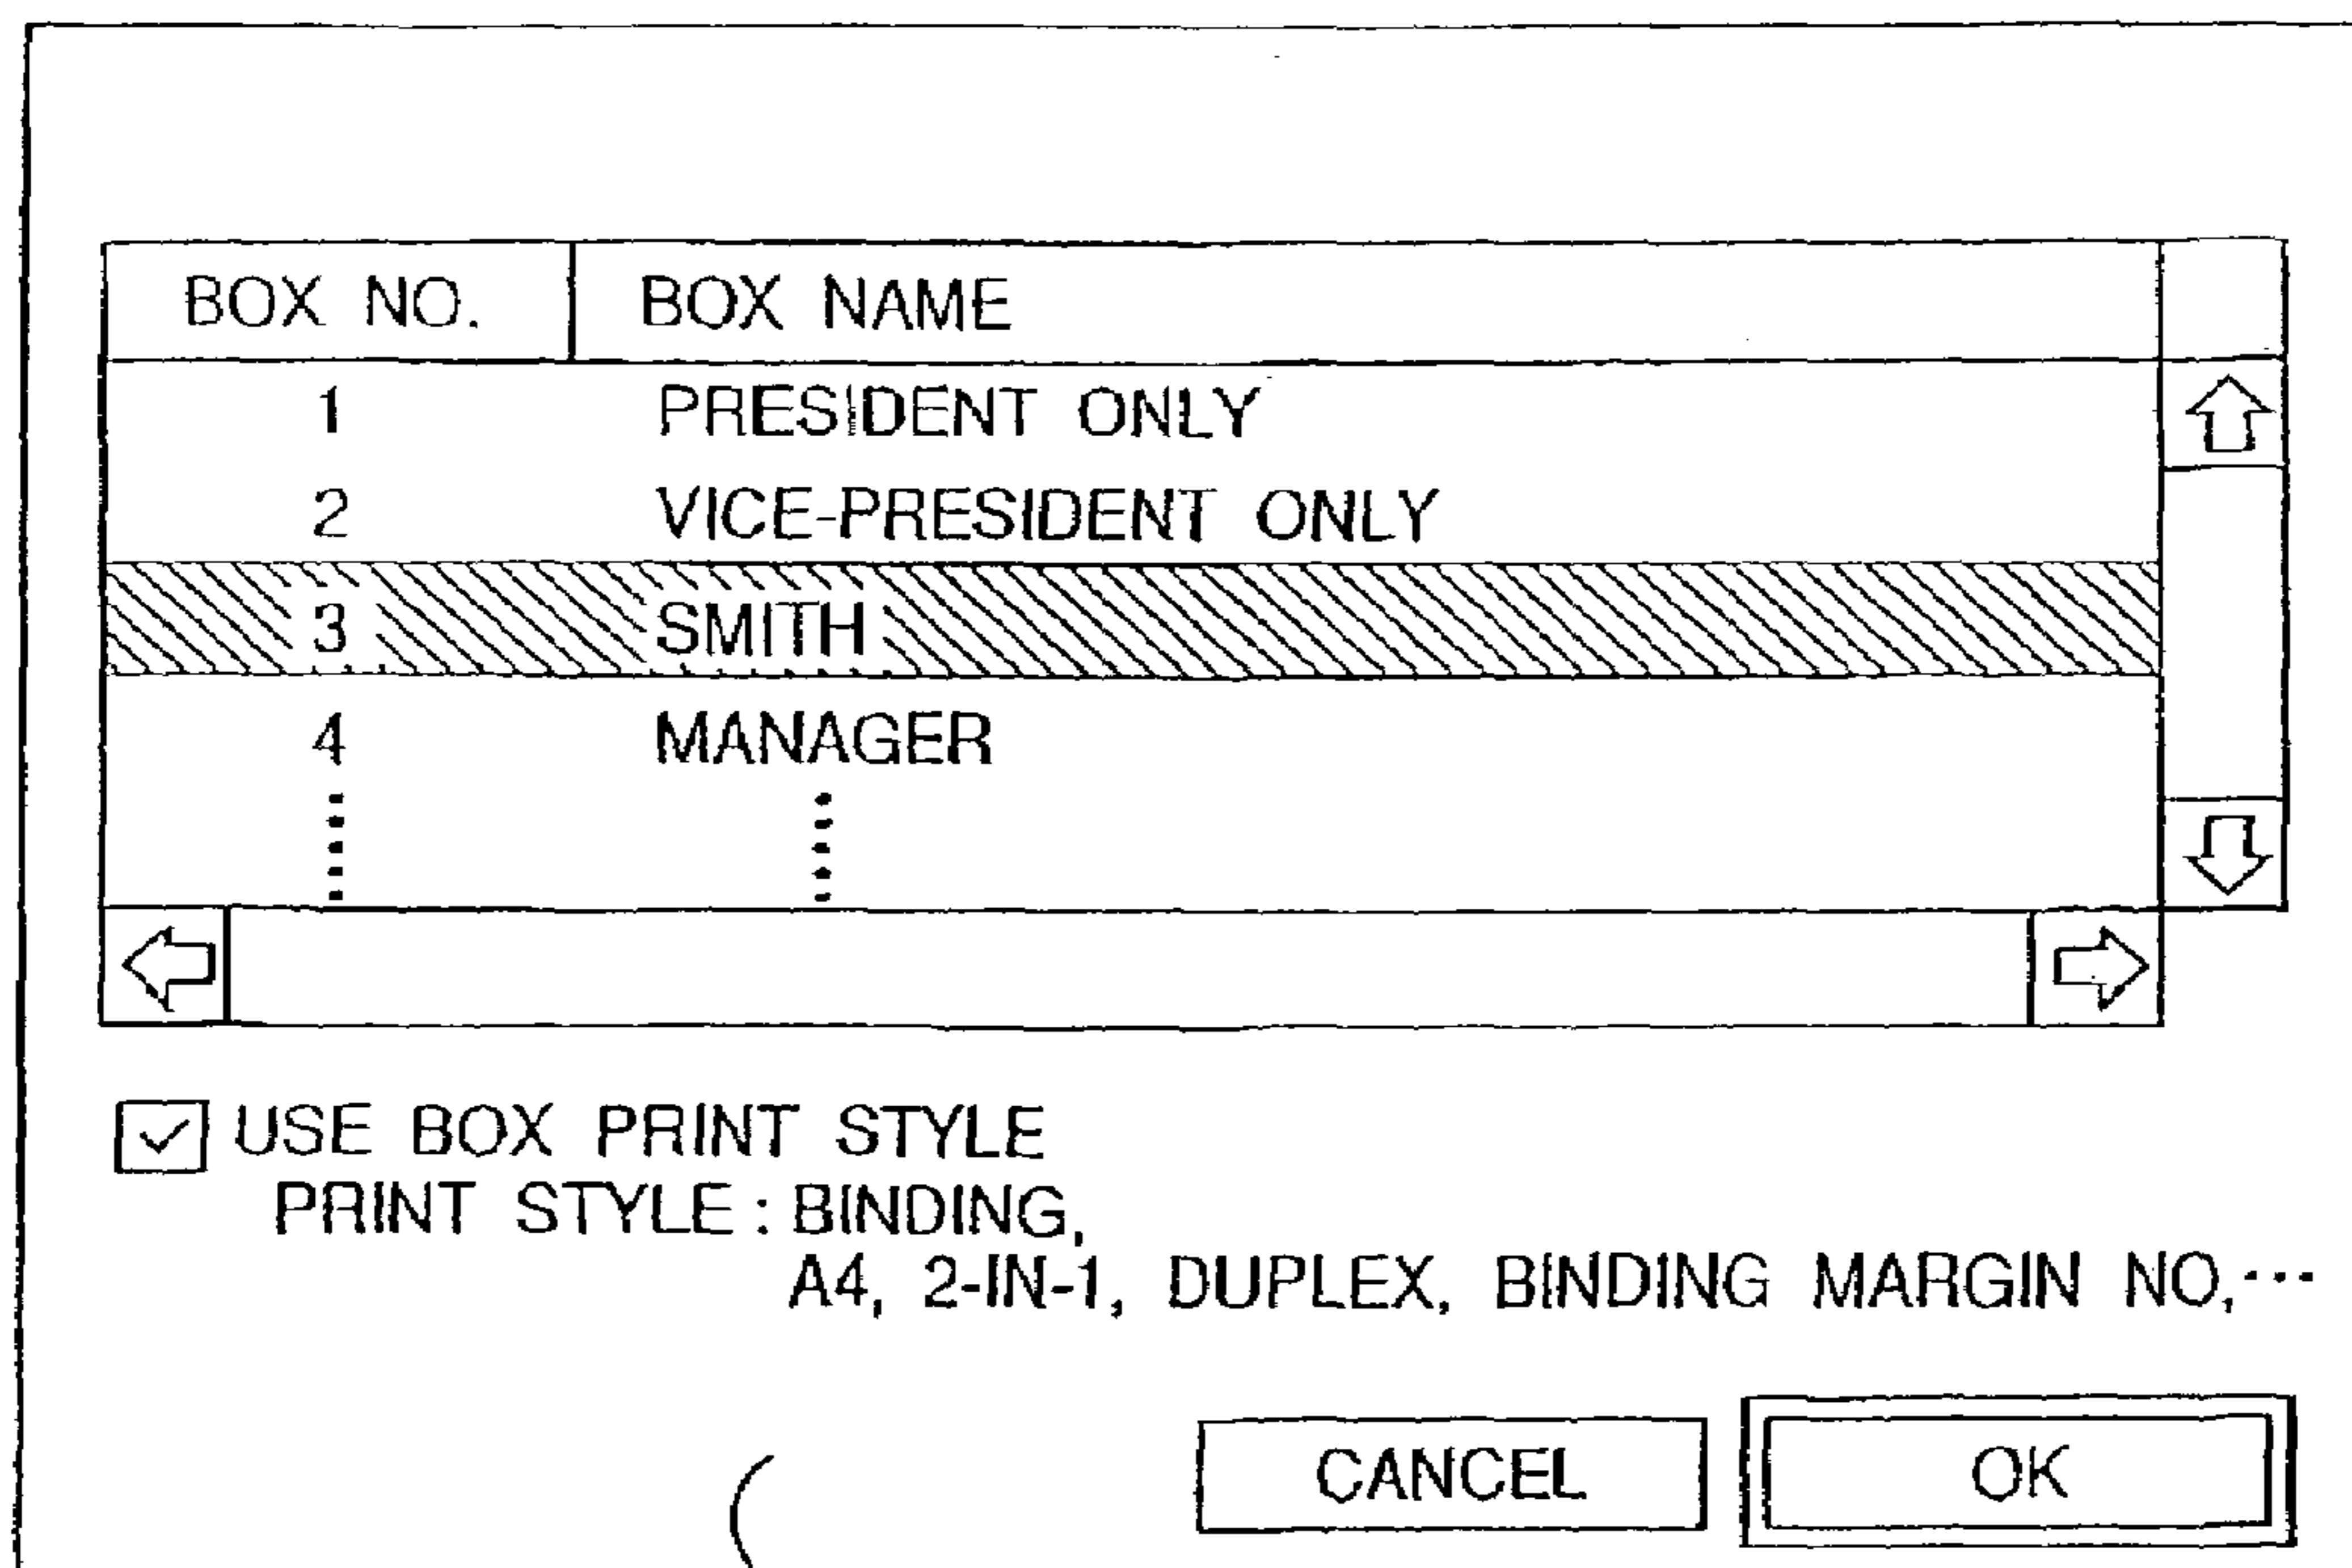 BOX NO. BOX NAME
1 PRESIDENT ONLY
2 VICE-PRESIDENT ONLY
3 SMITH
4 MANAGER
USE BOX PRINT STYLE
PRINT STYLE : BINDING,
A4, 2-IN-1, DUPLEX, BINDING MARGIN NO, ···
CANCEL OK